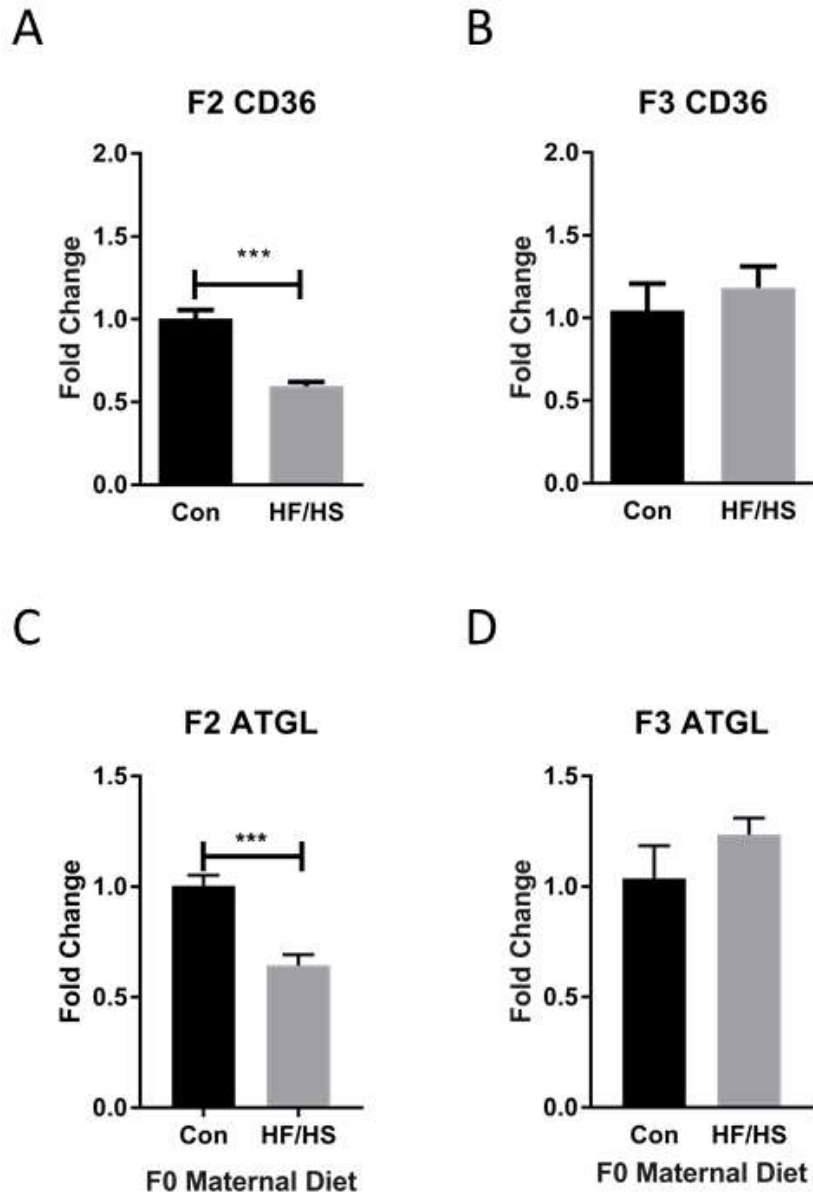 A
F2 CD36
2.0
1.5
1.0
0.5
0.0
Fold Change
***
Con HF/HS
B
F3 CD36
2.0
1.5
1.0
0.5
0.0
Fold Change
Con HF/HS
C
F2 ATGL
1.5
1.0
0.5
0.0
Fold Change
***
Con HF/HS
F0 Maternal Diet
D
F3 ATGL
1.5
1.0
0.5
0.0
Fold Change
Con HF/HS
F0 Maternal Diet